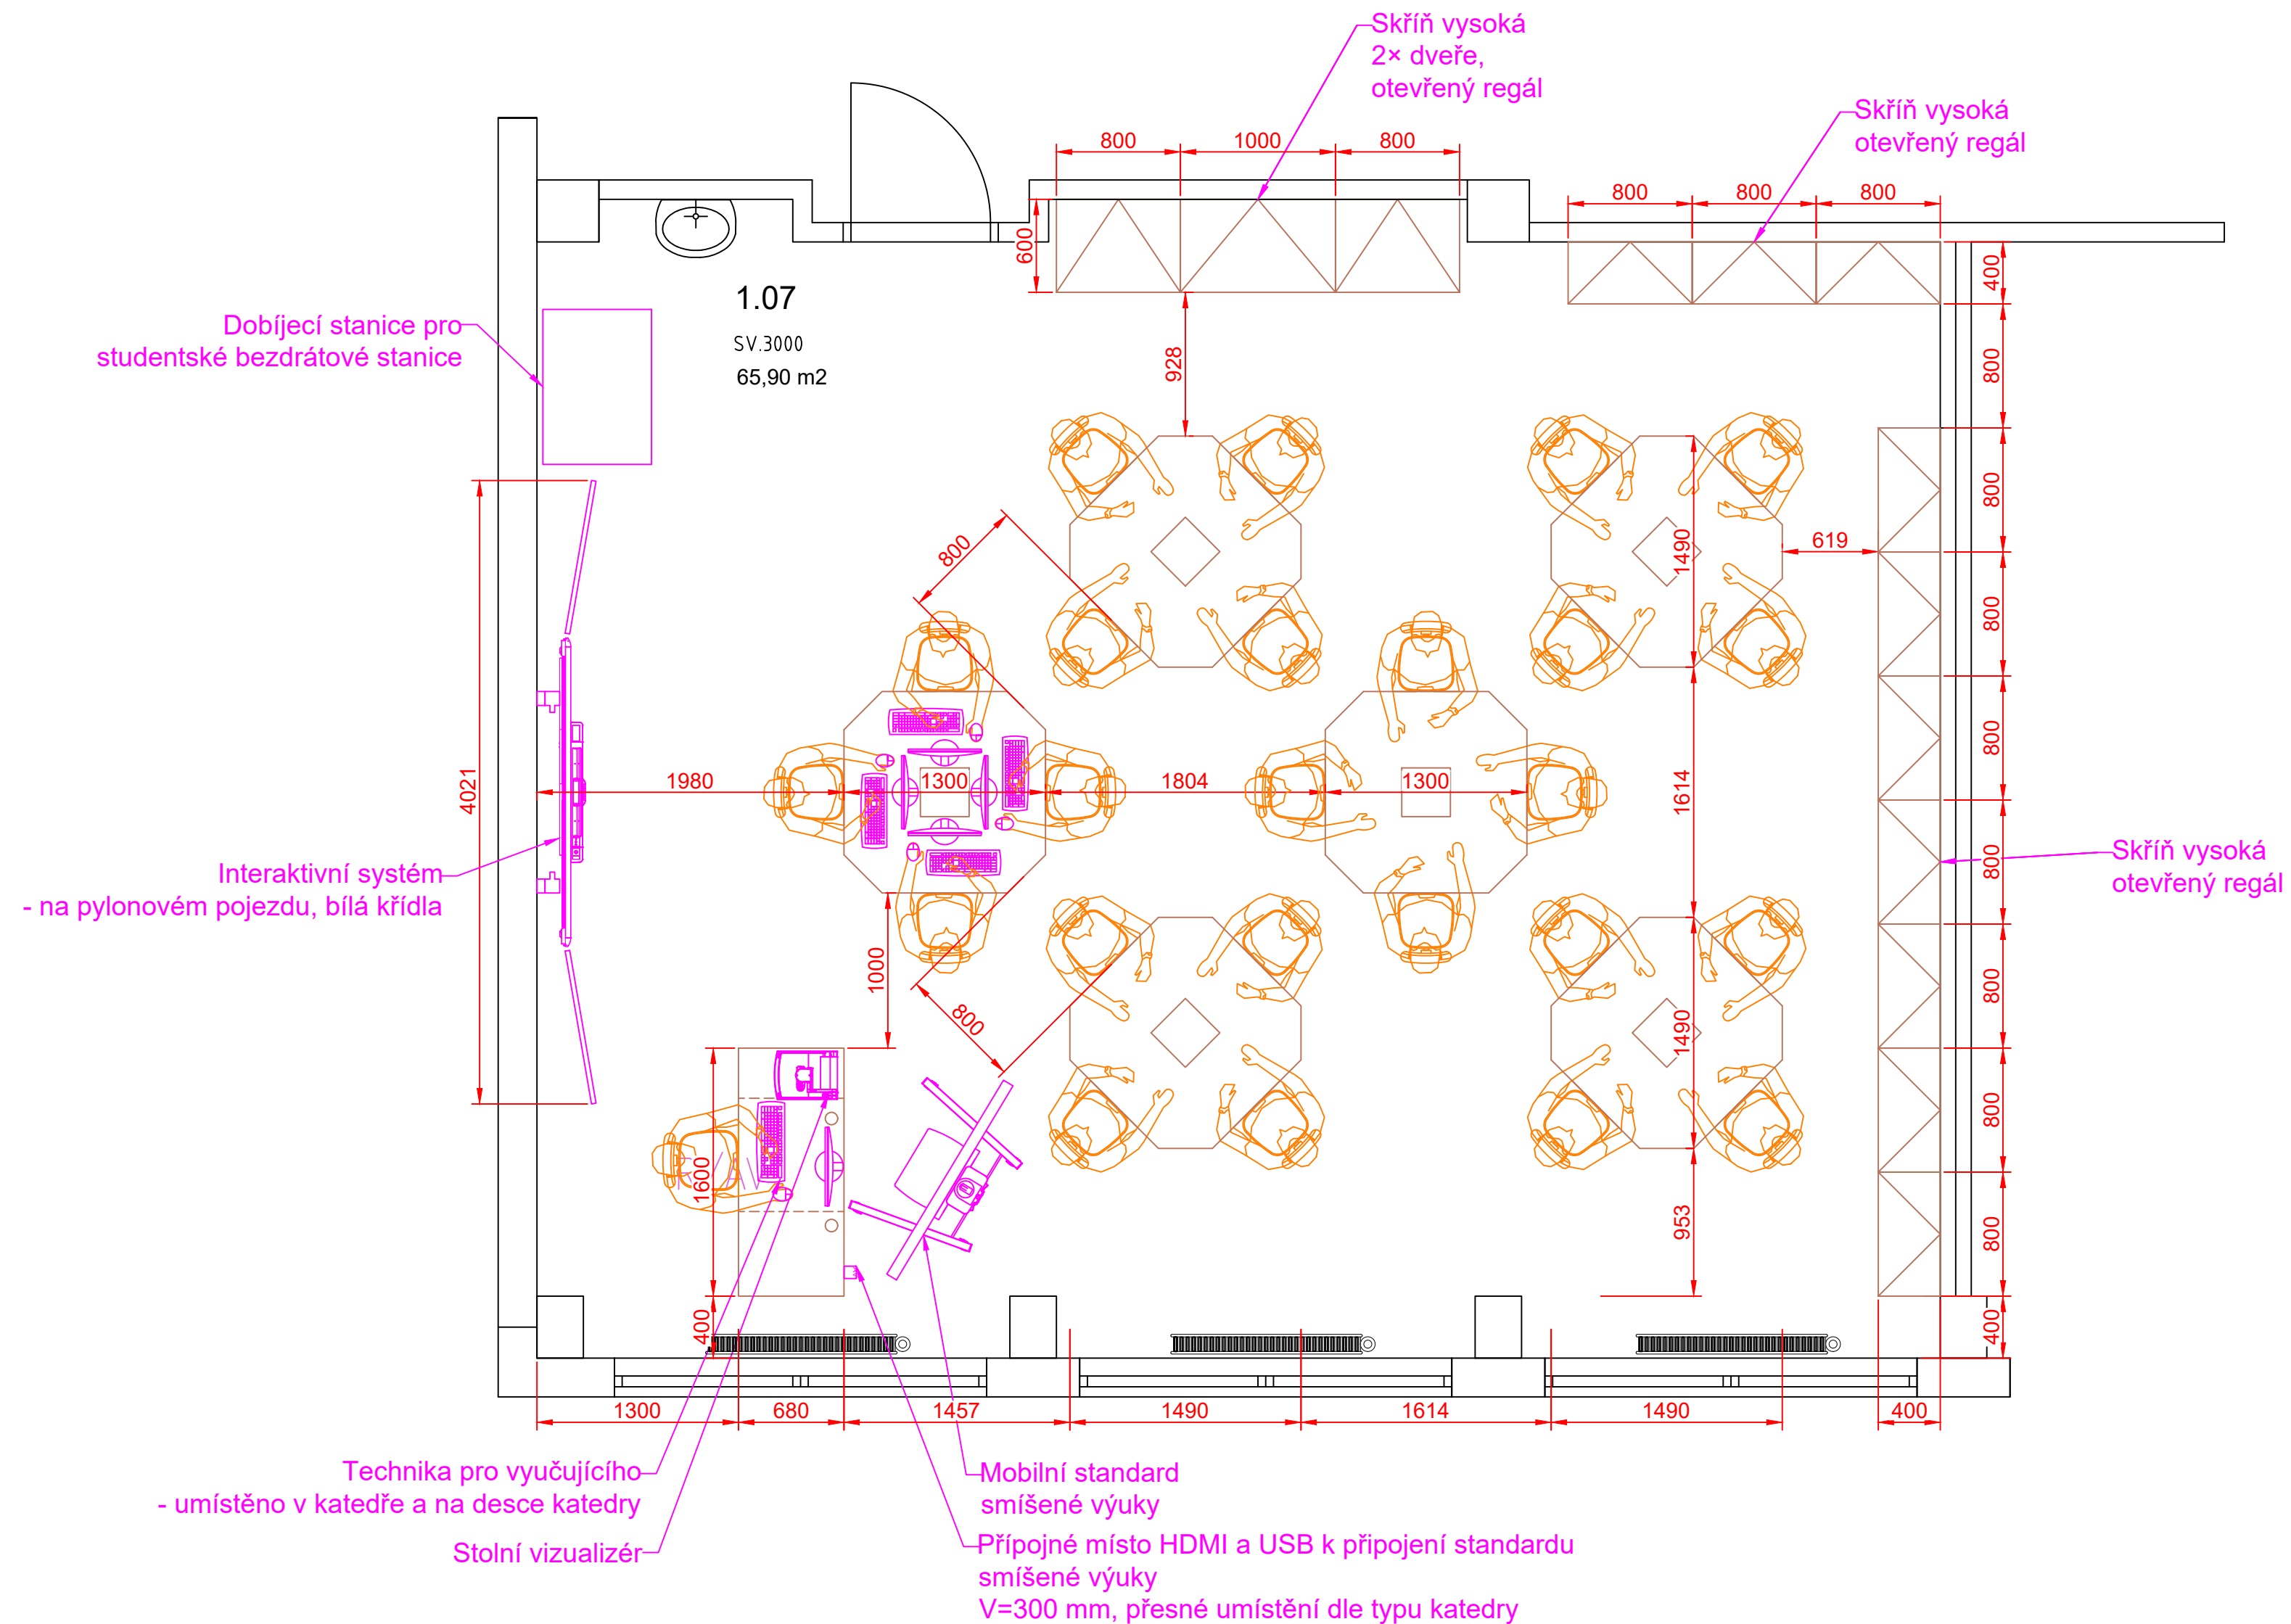 Skříň vysoká
2× dveře,
otevřený regál
Skříň vysoká
otevřený regál
800
1000
800
800
800
800
600
400
1.07
SV.3000
65,90 m2
Dobíjecí stanice pro
studentské bezdrátové stanice
928
800
800
800
1490
619
800
4021
1980
1300
1804
1300
1614
800
800
Interaktivní systém
- na pylonovém pojezdu, bílá křídla
Skříň vysoká
otevřený regál
1000
800
800
1490
800
1600
953
800
400
400
1300
680
1457
1490
1614
1490
400
Technika pro vyučujícího
- umístěno v katedře a na desce katedry
Stolní vizualizér
Mobilní standard
smíšené výuky
Přípojné místo HDMI a USB k připojení standardu
smíšené výuky
V=300 mm, přesné umístění dle typu katedry